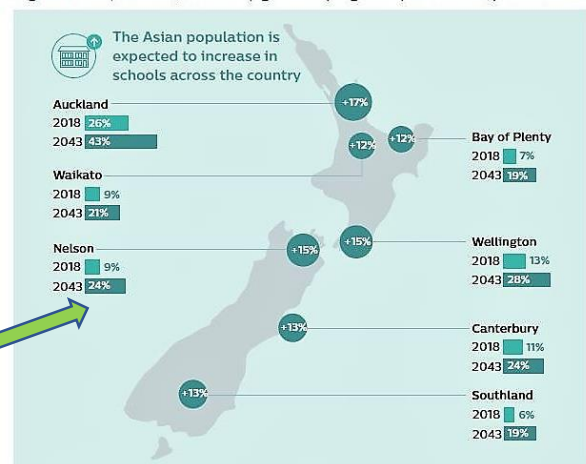 The Asian population is
expected to increase in
schools across the country
Auckland
2018 26%
2043 43%
Waikato
2018 9%
2043 21%
Nelson
2018 9%
2043 24%
+17%
+12%
+12%
+15%
+15%
+13%
+13%
Bay of Plenty
2018 7%
2043 19%
Wellington
2018 13%
2043 28%
Canterbury
2018 11%
2043 24%
Southland
2018 6%
2043 19%